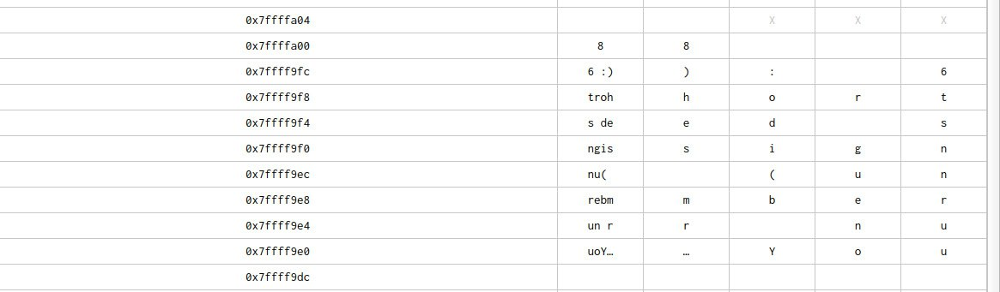 0x7ffffa04 X X X
0x7ffffa00 8 8
0x7ffff9fc 6 :) ) : 6
0x7ffff9f8 troh h o r t
0x7ffff9f4 s de e d s
0x7ffff9f0 ngis s i g n
0x7ffff9ec nu( ( u n
0x7ffff9e8 rebm m b e r
0x7ffff9e4 un r r n u
0x7ffff9e0 uoY… … Y o u
0x7ffff9dc